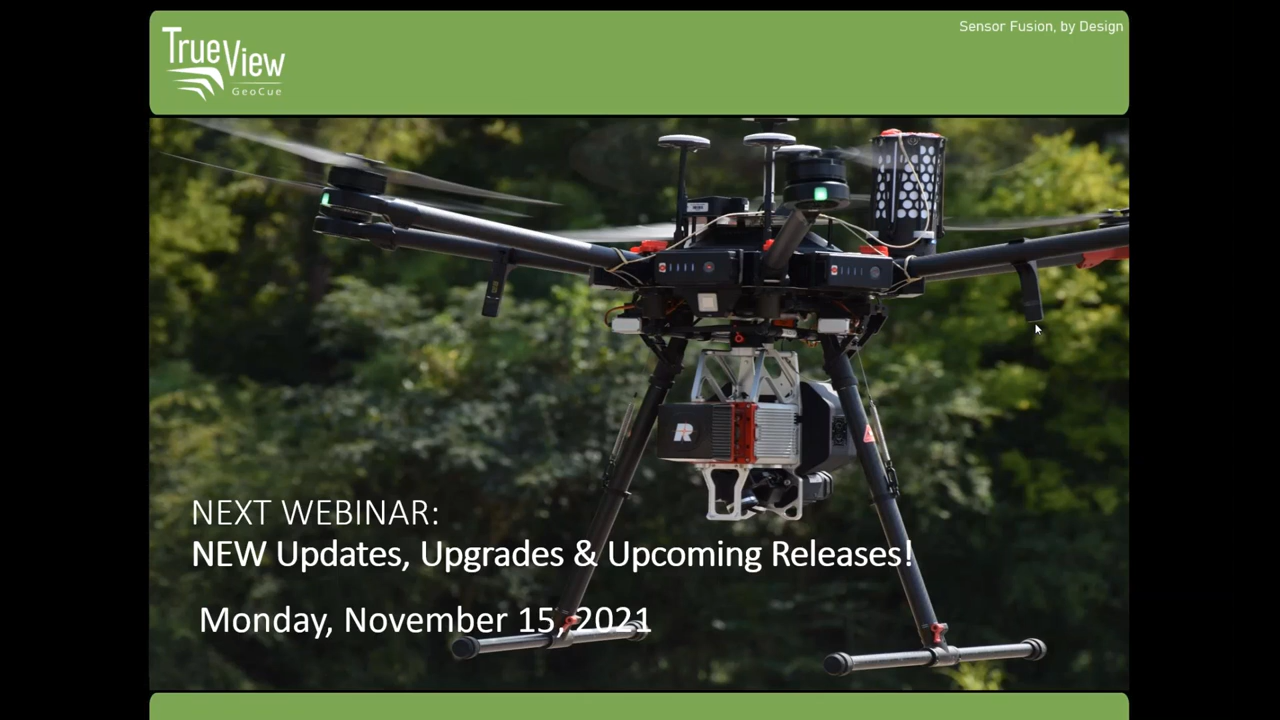 TrueView
GeoCue
Sensor Fusion, by Design
R
NEXT WEBINAR:
NEW Updates, Upgrades & Upcoming Releases!
Monday, November 15, 2021